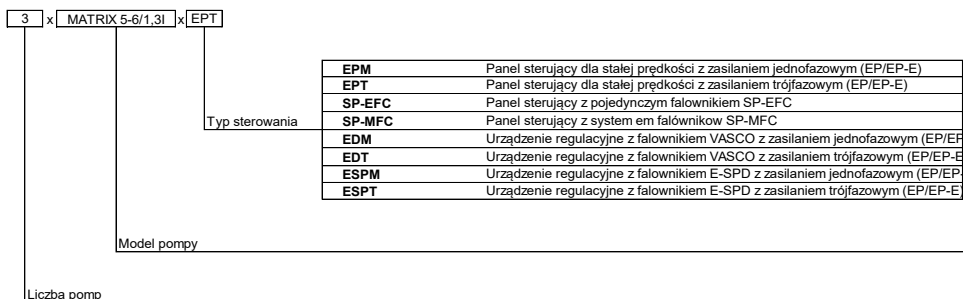 3 x MATRIX 5-6/1,3I x EPT
EPM Panel sterujący dla stałej prędkości z zasilaniem jednofazowym (EP/EP-E)
EPT Panel sterujący dla stałej prędkości z zasilaniem trójfazowym (EP/EP-E)
SP-EFC Panel sterujący z pojedynczym falownikiem SP-EFC
Typ sterowania SP-MFC Panel sterujący z system em falównikow SP-MFC
EDM Urządzenie regulacyjne z falownikiem VASCO z zasilaniem jednofazowym (EP/EP
EDT Urządzenie regulacyjne z falownikiem VASCO z zasilaniem trójfazowym (EP/EP-E
ESPM Urządzenie regulacyjne z falownikiem E-SPD z zasilaniem jednofazowym (EP/EP-
ESPT Urządzenie regulacyjne z falownikiem E-SPD z zasilaniem trójfazowym (EP/EP-E)
Model pompy
Liczba pomp